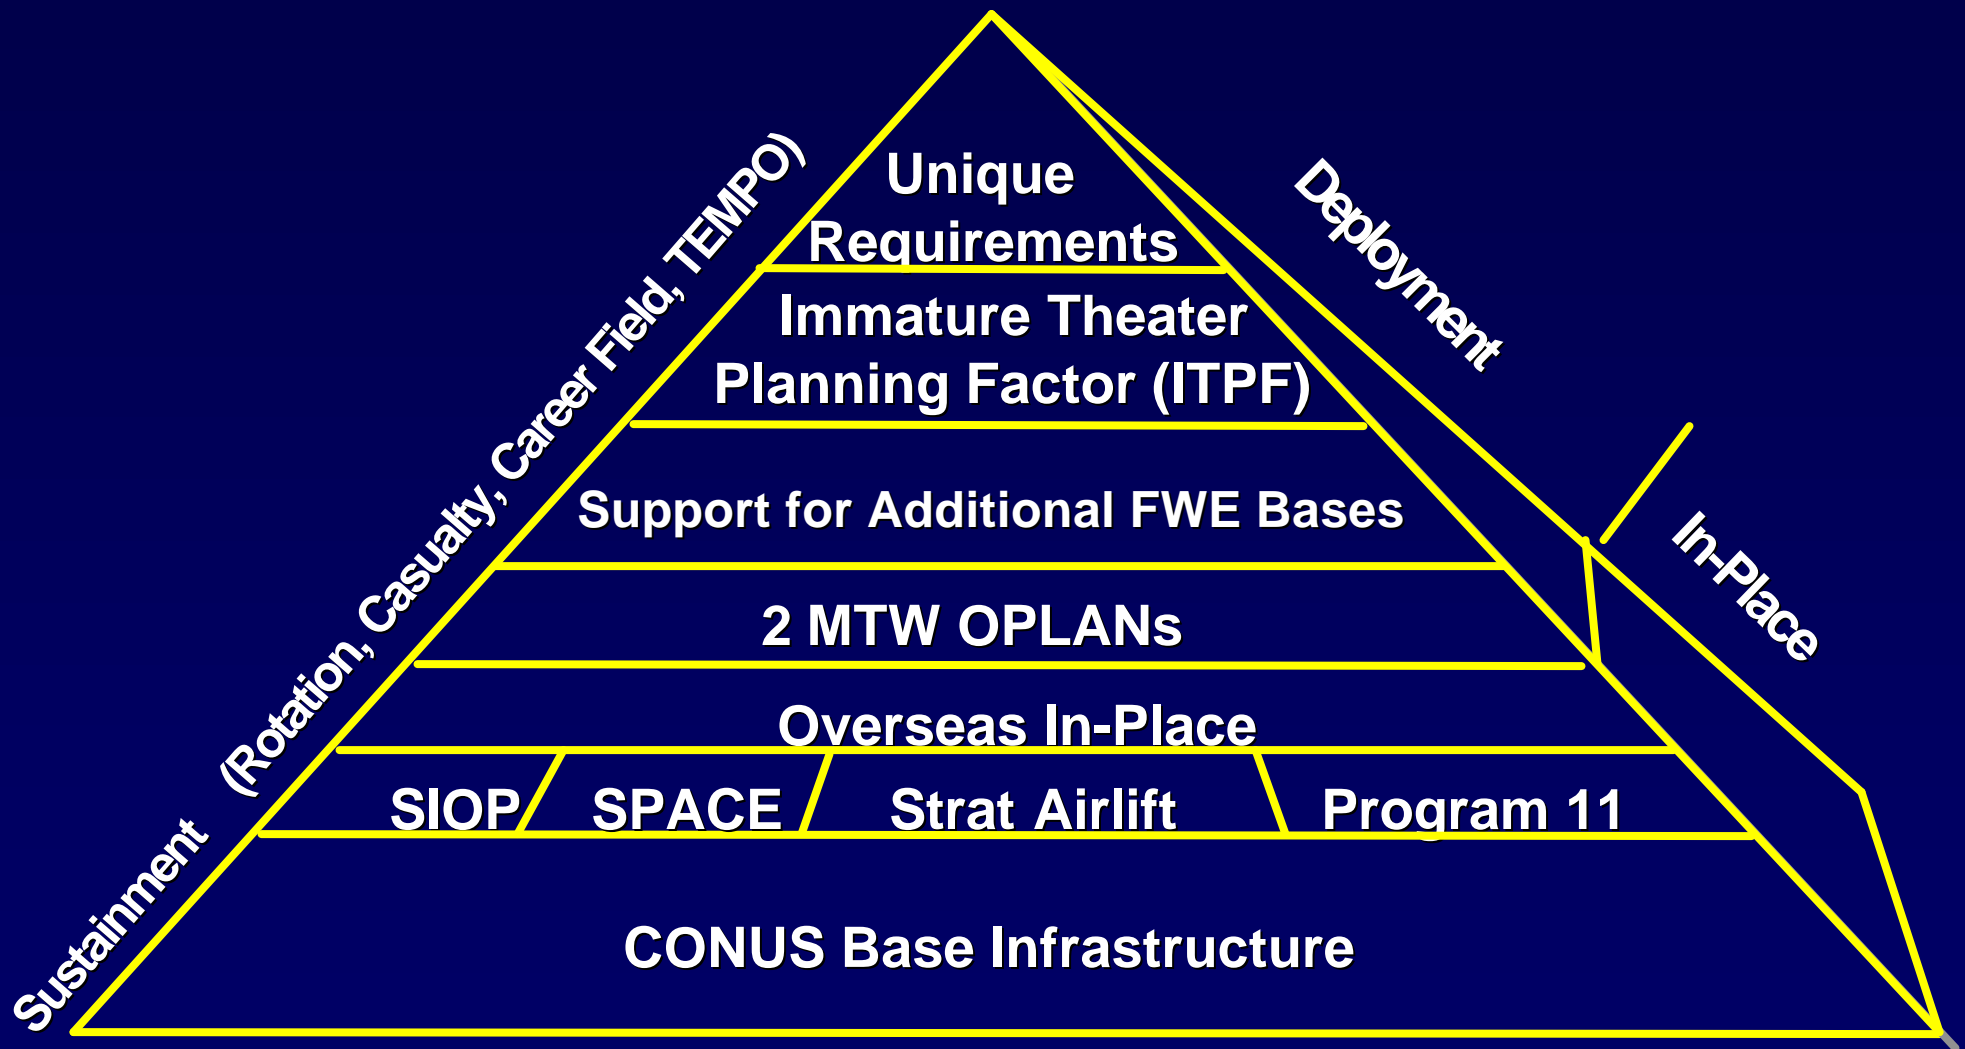 Unique
Requirements
Immature Theater
Planning Factor (ITPF)
Support for Additional FWE Bases
2 MTW OPLANs
Overseas In-Place
SIOP SPACE Strat Airlift Program 11
CONUS Base Infrastructure
Sustainment (Rotation, Casualty, Career Field, TEMPO)
Deployment
In-Place